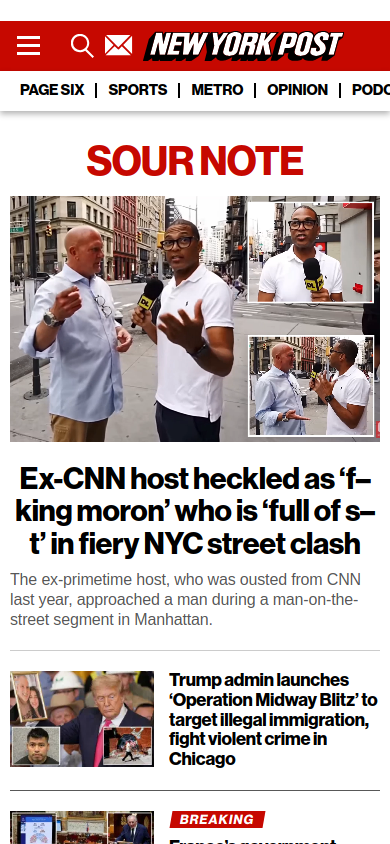 NEW YORK POST
PAGE SIX | SPORTS | METRO | OPINION | PODC
SOUR NOTE
DL
Ex-CNN host heckled as ‘f–
king moron’ who is ‘full of s–
t’ in fiery NYC street clash
The ex-primetime host, who was ousted from CNN
last year, approached a man during a man-on-the-
street segment in Manhattan.
Trump admin launches
‘Operation Midway Blitz’ to
target illegal immigration,
fight violent crime in
Chicago
BREAKING
France’s government